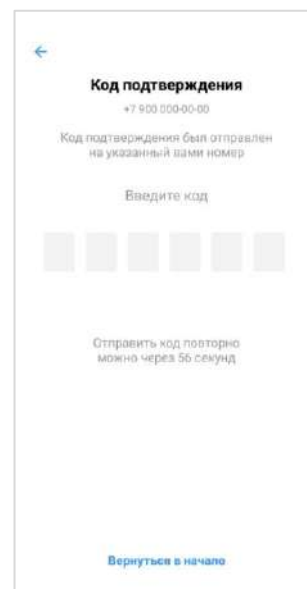 Код подтверждения
+7 900 000-00-00
Код подтверждения был отправлен
на указанный вами номер
Введите код
Отправить код повторно
можно через 56 секунд
Вернуться в начало